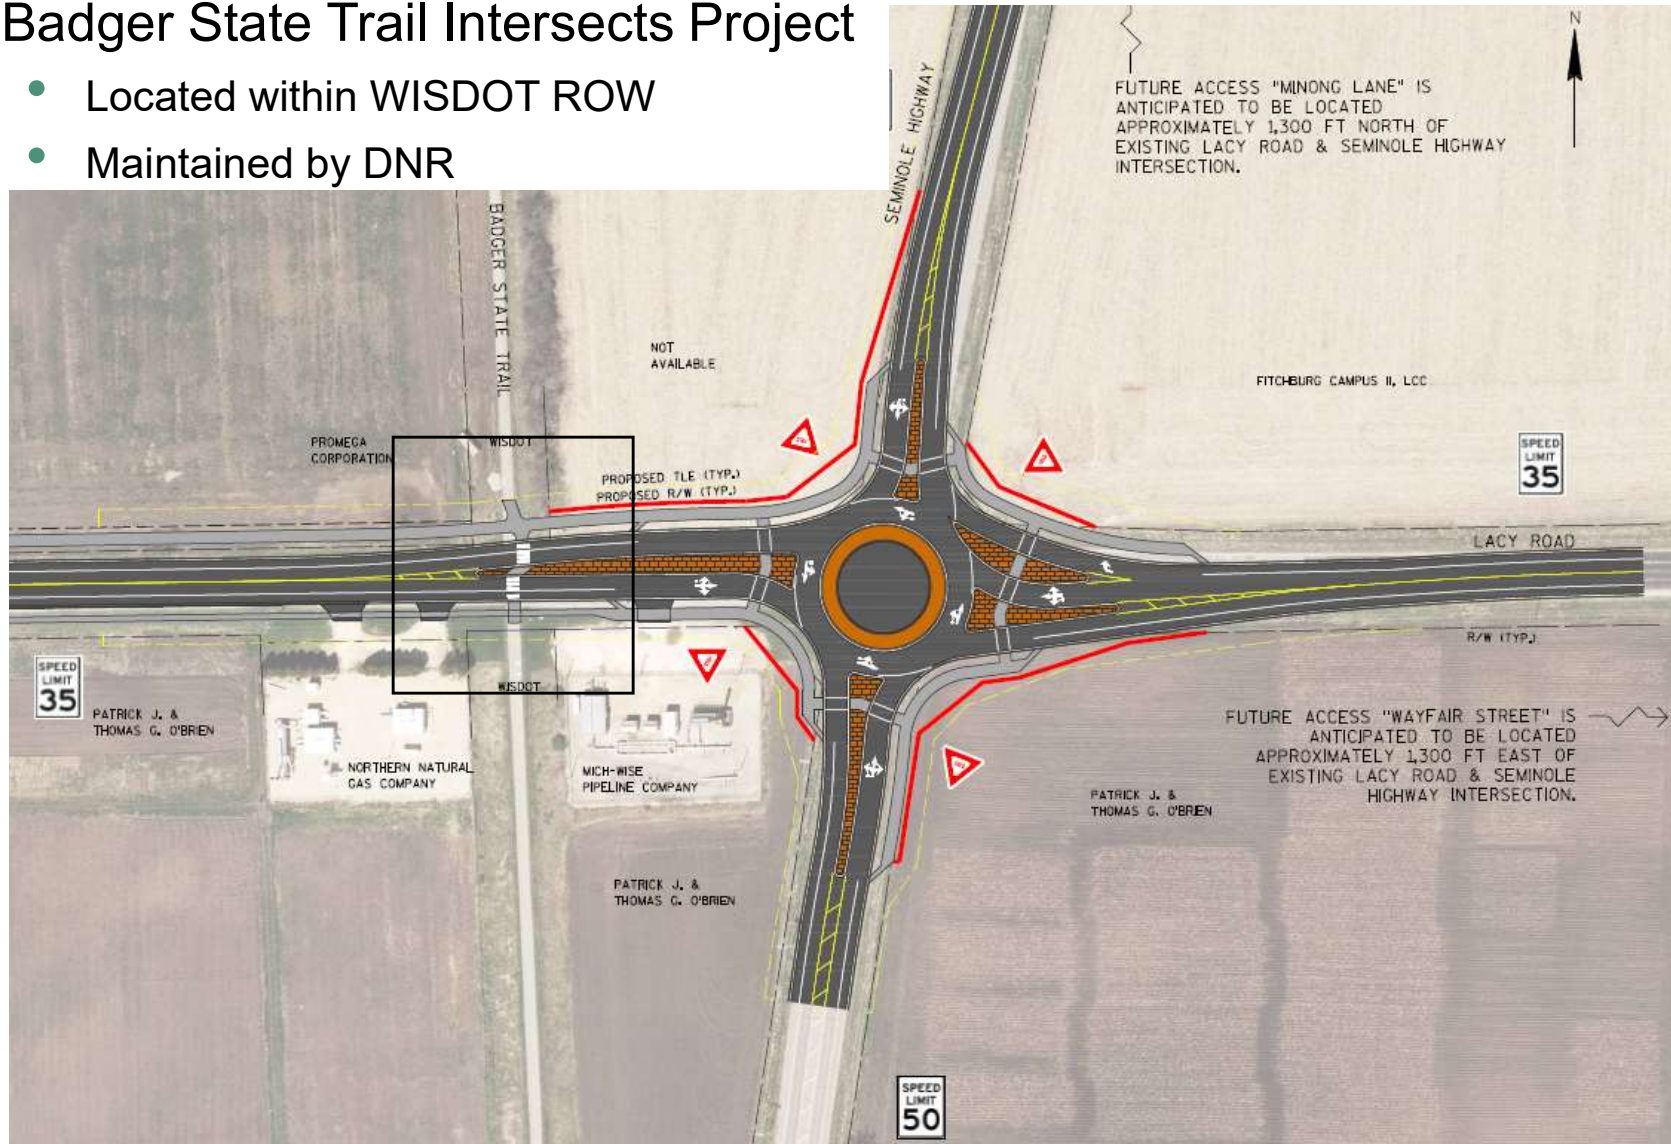 Badger State Trail Intersects Project
• Located within WISDOT ROW
• Maintained by DNR
N
FUTURE ACCESS "MINONG LANE" IS
ANTICIPATED TO BE LOCATED
APPROXIMATELY 1,300 FT NORTH OF
EXISTING LACY ROAD & SEMINOLE HIGHWAY
INTERSECTION.
SEMINOLE HIGHWAY
BADGER STATE TRAIL
NOT
AVAILABLE
FITCHBURG CAMPUS II, LCC
PROMEGA
CORPORATION
WISDOT
PROPOSED TLE (TYP.)
PROPOSED R/W (TYP.)
SPEED
LIMIT
35
LACY ROAD
R/W (TYP.)
SPEED
LIMIT
35
WISDOT
PATRICK J. &
THOMAS G. O'BRIEN
NORTHERN NATURAL
GAS COMPANY
MICH-WISE
PIPELINE COMPANY
FUTURE ACCESS "WAYFAIR STREET" IS
ANTICIPATED TO BE LOCATED
APPROXIMATELY 1,300 FT EAST OF
EXISTING LACY ROAD & SEMINOLE
HIGHWAY INTERSECTION.
PATRICK J. &
THOMAS G. O'BRIEN
PATRICK J. &
THOMAS G. O'BRIEN
SPEED
LIMIT
50